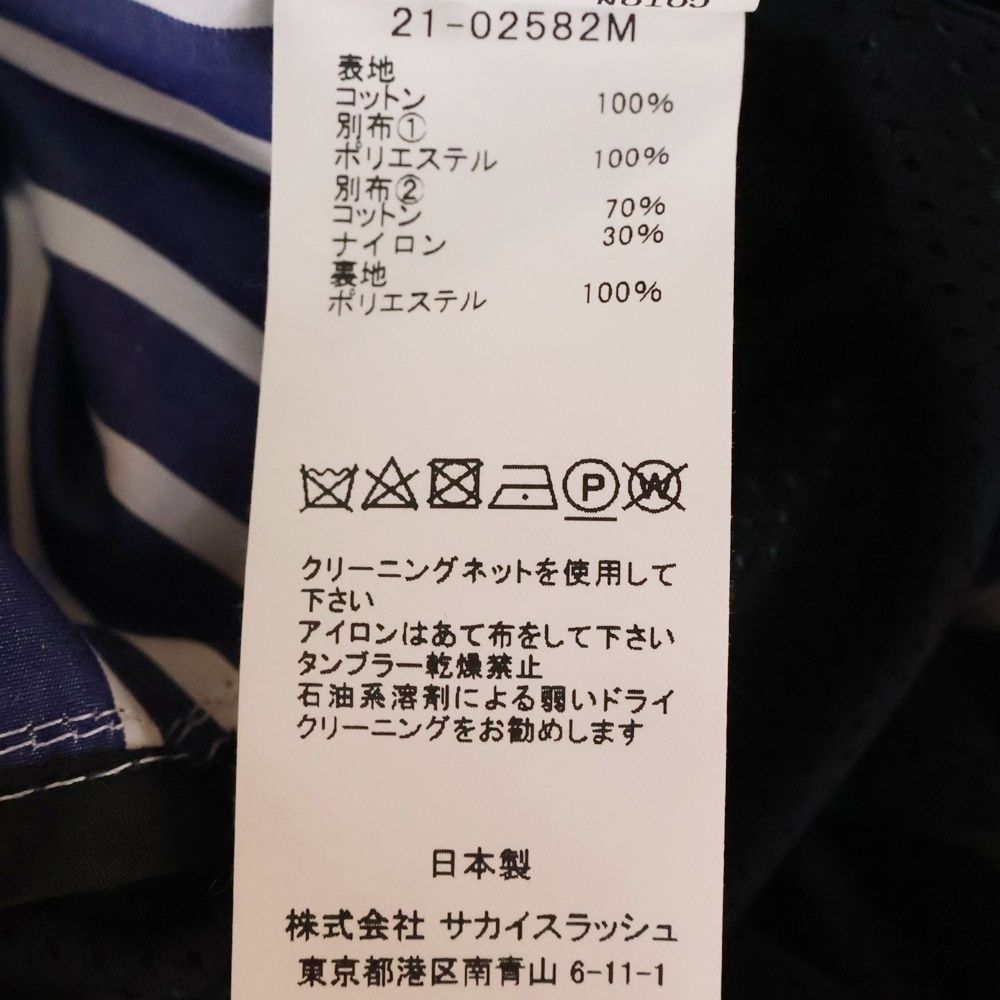 21-02582M
表地
コットン 100%
別布①
ポリエステル 100%
別布②
コットン 70%
ナイロン 30%
裏地
ポリエステル 100%
P W
クリーニングネットを使用して
下さい
アイロンはあて布をして下さい
タンブラー乾燥禁止
石油系溶剤による弱いドライ
クリーニングをお勧めします
日本製
株式会社 サカイスラッシュ
東京都港区南青山 6-11-1